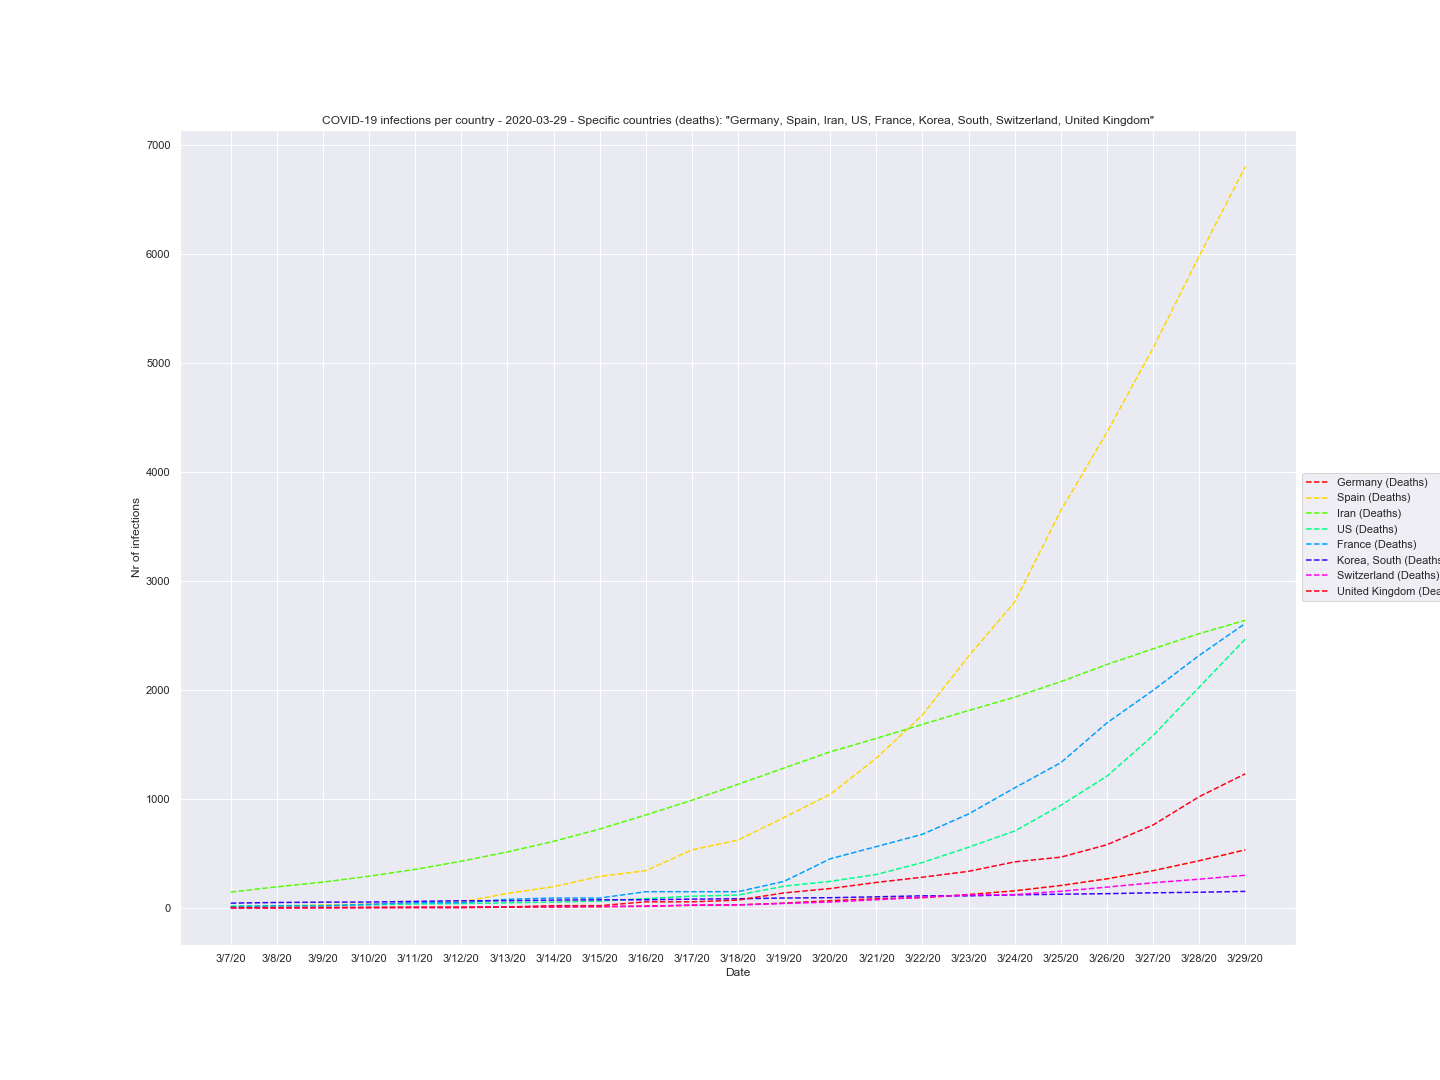 COVID-19 infections per country - 2020-03-29 - Specific countries (deaths): "Germany, Spain, Iran, US, France, Korea, South, Switzerland, United Kingdom"
7000
6000
5000
4000
3000
2000
1000
0
Nr of infections
3/7/20 3/8/20 3/9/20 3/10/20 3/11/20 3/12/20 3/13/20 3/14/20 3/15/20 3/16/20 3/17/20 3/18/20 3/19/20 3/20/20 3/21/20 3/22/20 3/23/20 3/24/20 3/25/20 3/26/20 3/27/20 3/28/20 3/29/20
Date
Germany (Deaths)
Spain (Deaths)
Iran (Deaths)
US (Deaths)
France (Deaths)
Korea, South (Deaths
Switzerland (Deaths)
United Kingdom (Dea